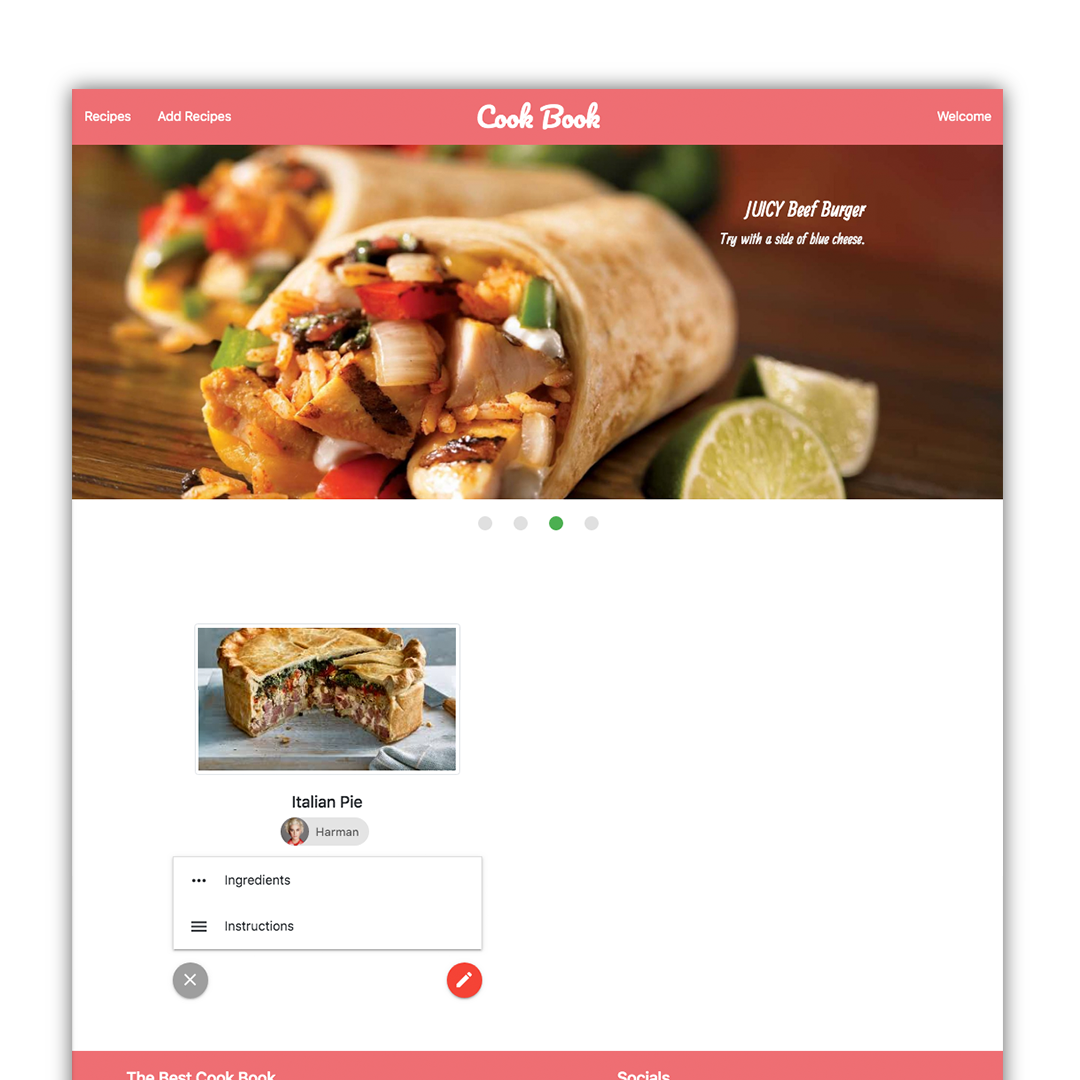 Recipes
Add Recipes
Cook Book
Welcome
JUICY Beef Burger
Try with a side of blue cheese.
Italian Pie
Harman
Ingredients
Instructions
The Best Cook Book
Socials